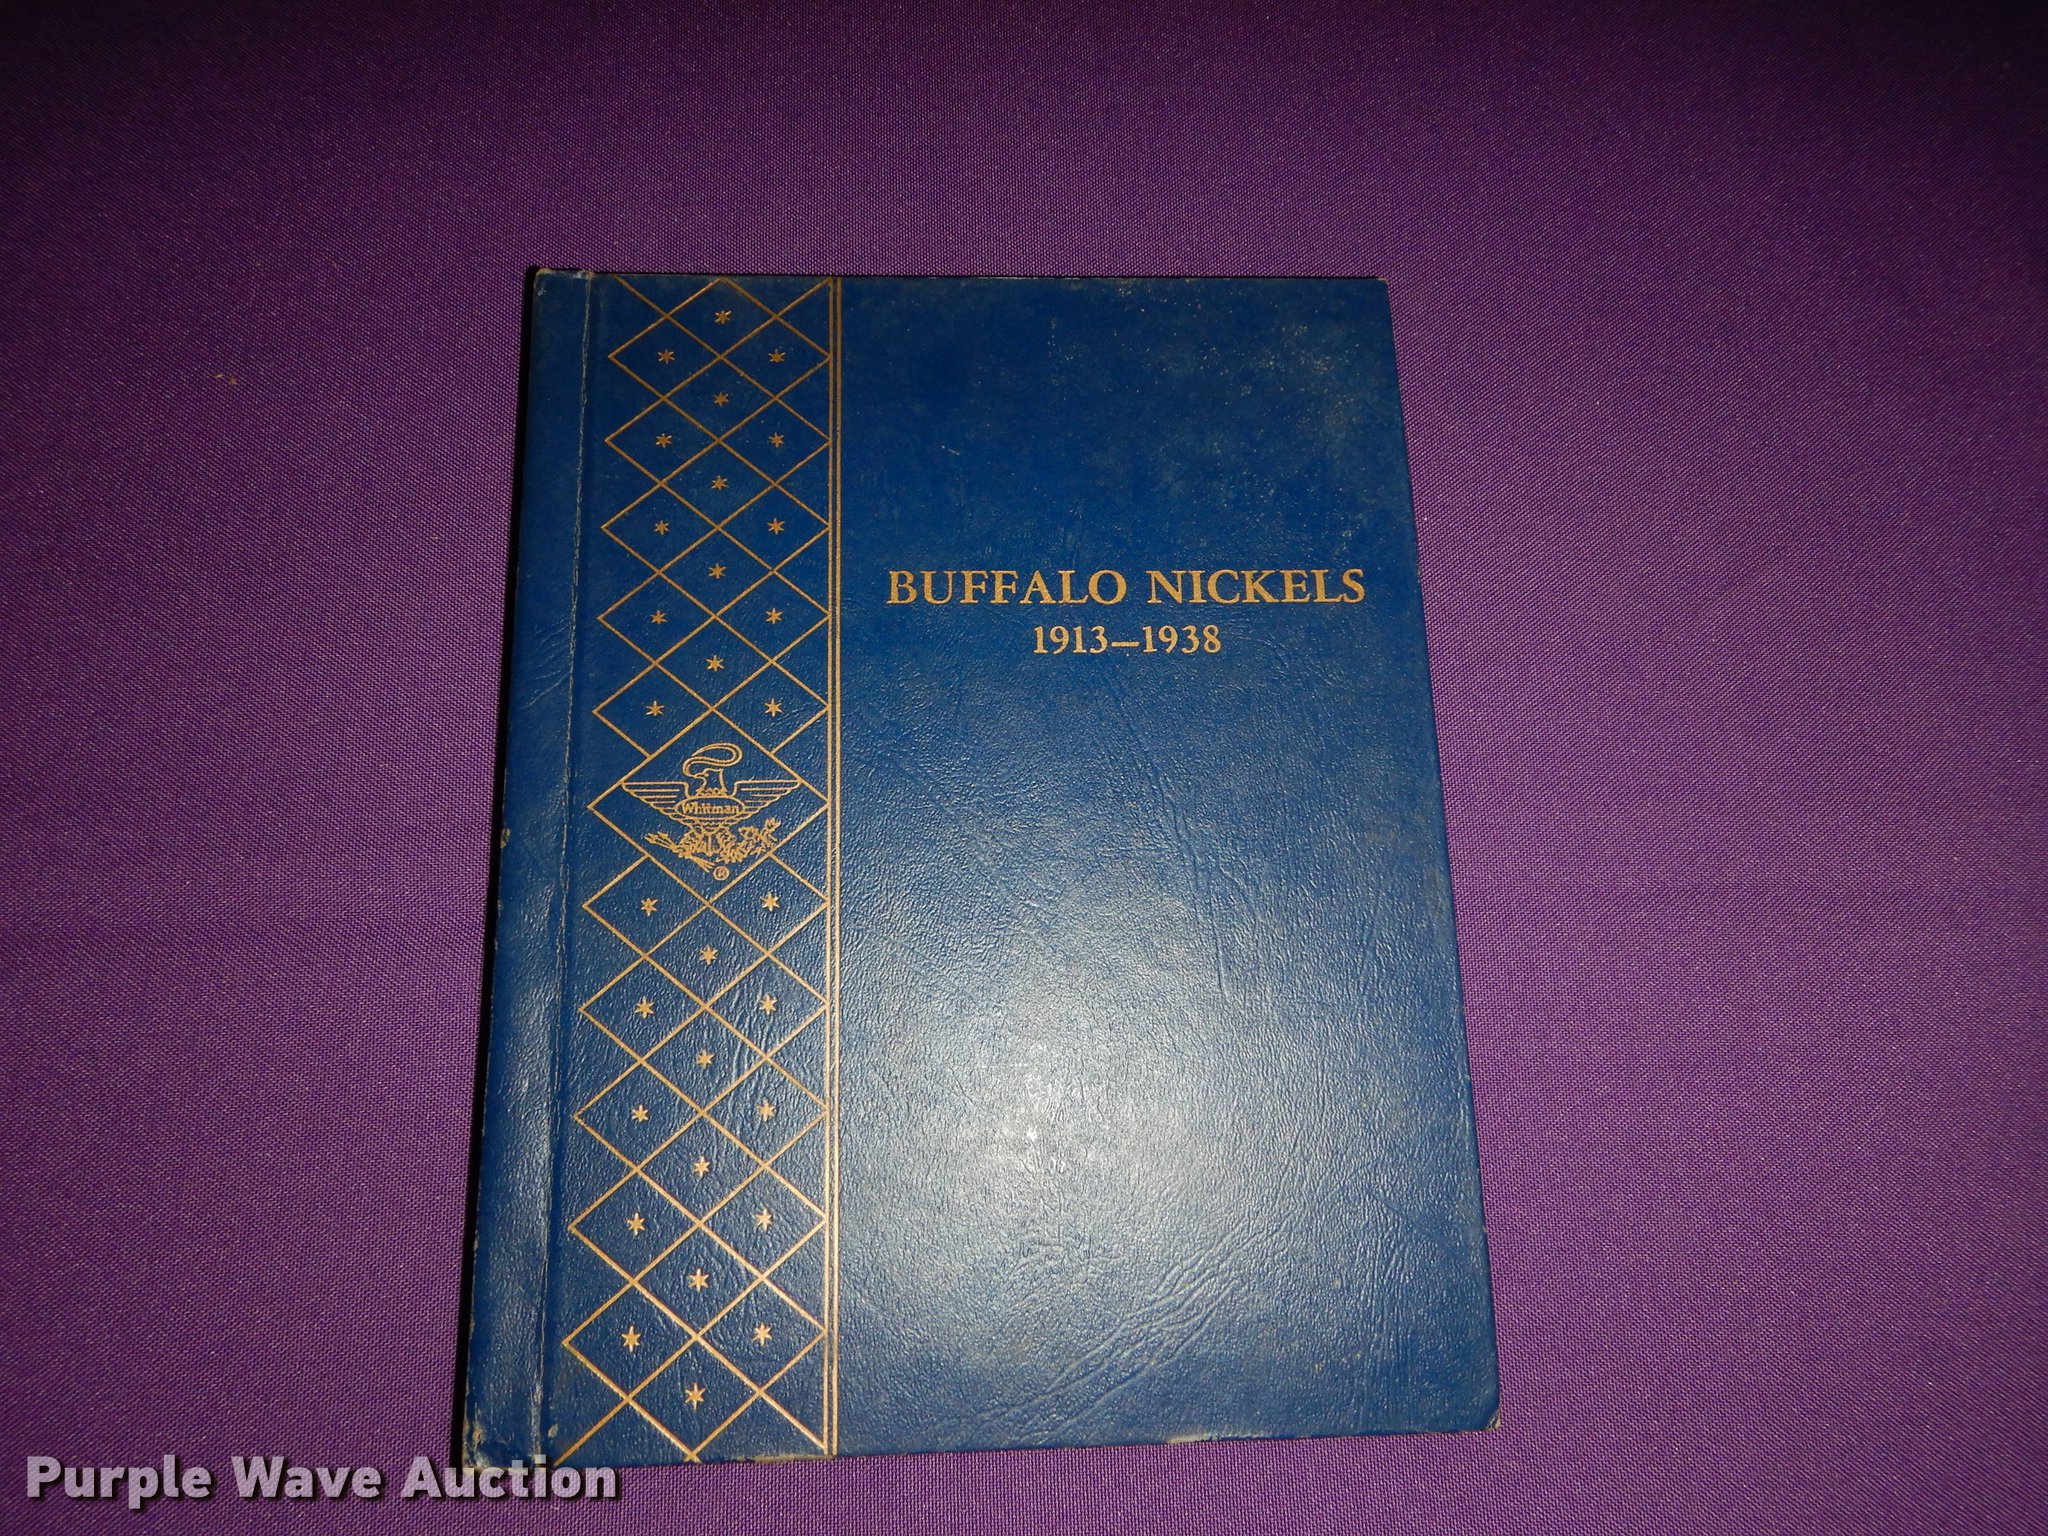 BUFFALO NICKELS
1913–1938
Whitman
®
Purple Wave Auction